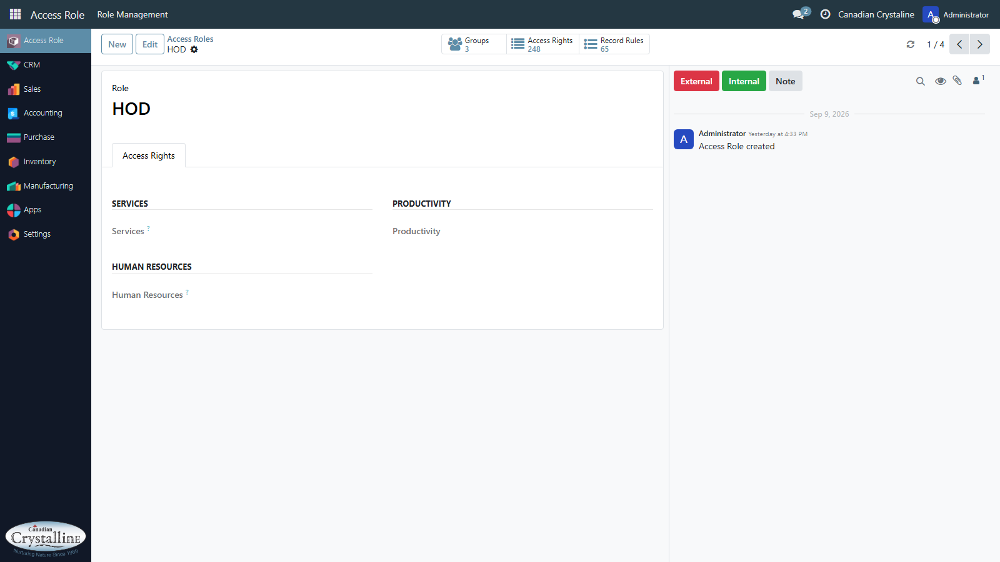 Access Role
Role Management
2
Canadian Crystaline
A
Administrator
Access Role
CRM
Sales
Accounting
Purchase
Inventory
Manufacturing
Apps
Settings
Canadian
Crystalline
Nurturing Nature Since 1969
New
Edit
Access Roles
HOD
Groups
3
Access Rights
248
Record Rules
65
1 / 4
Role
HOD
Access Rights
SERVICES
Services ?
PRODUCTIVITY
Productivity
HUMAN RESOURCES
Human Resources ?
External
Internal
Note
1
Sep 9, 2026
A
Administrator Yesterday at 4:33 PM
Access Role created